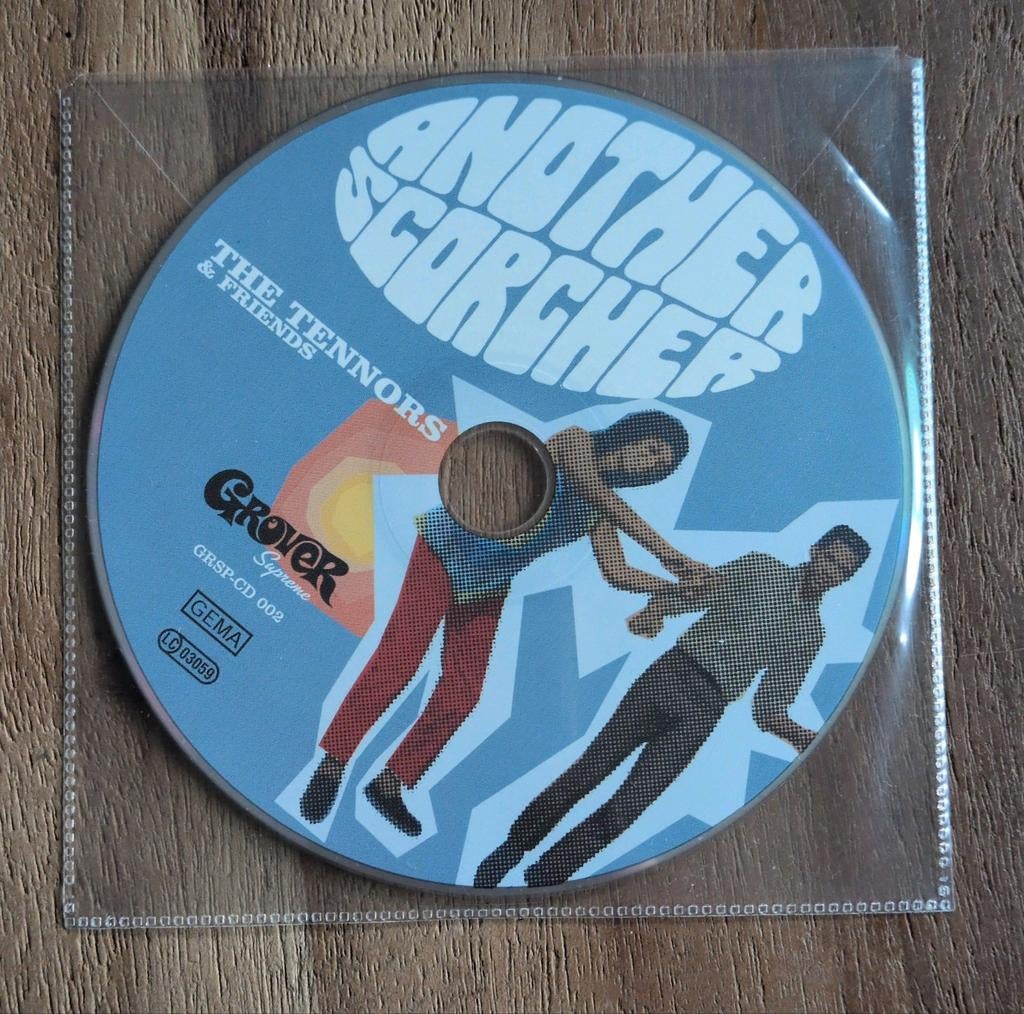 ANOTHER
SCORCHER
THE TENNORS
& FRIENDS
GROVER
Supreme
GRSP-CD 002
GEMA
LC 03059